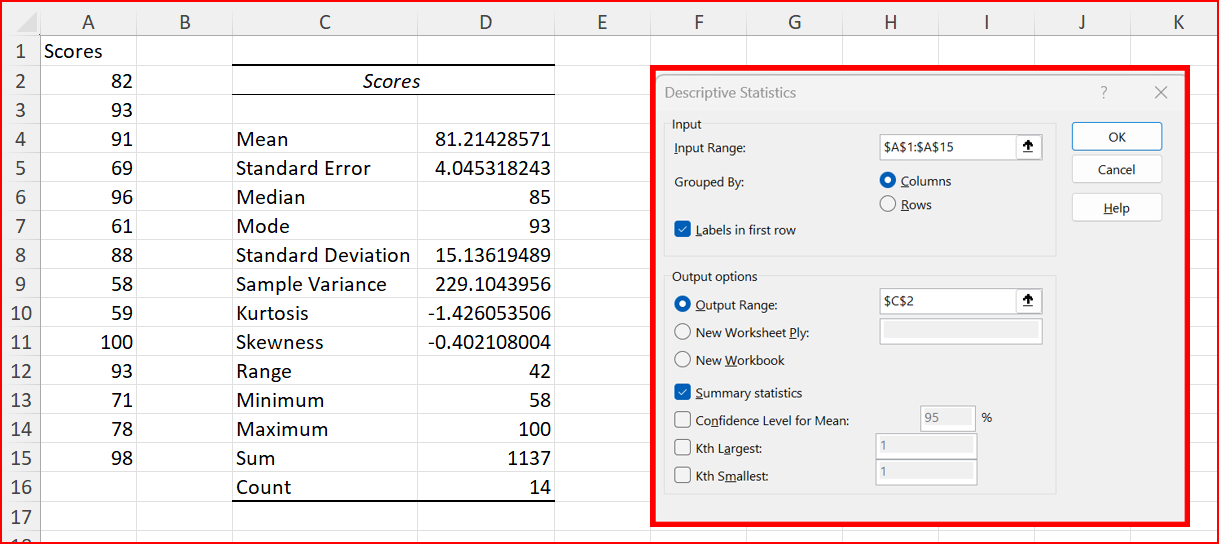 A B C D E F G H I J K
1 Scores
2 82 Scores
3 93
4 91 Mean 81.21428571
5 69 Standard Error 4.045318243
6 96 Median 85
7 61 Mode 93
8 88 Standard Deviation 15.13619489
9 58 Sample Variance 229.1043956
10 59 Kurtosis -1.426053506
11 100 Skewness -0.402108004
12 93 Range 42
13 71 Minimum 58
14 78 Maximum 100
15 98 Sum 1137
16 Count 14
17
Descriptive Statistics ?
Input
Input Range: $A$1:$A$15
Grouped By: Columns
Rows
Labels in first row
OK
Cancel
Help
Output options
Output Range: $C$2
New Worksheet Ply:
New Workbook
Summary statistics
Confidence Level for Mean: 95 %
Kth Largest: 1
Kth Smallest: 1